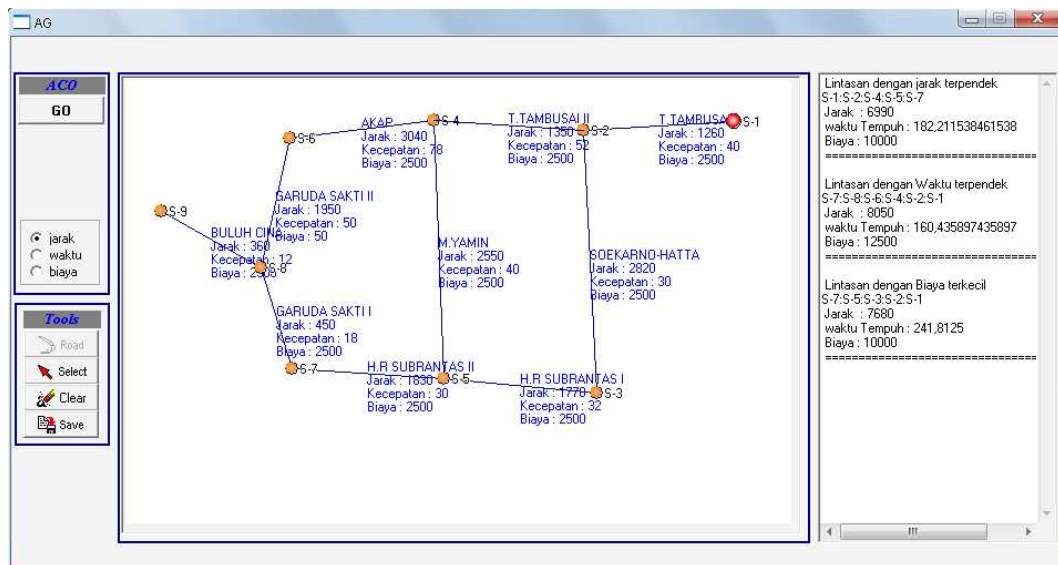 AG
ACO
GO
jarak
waktu
biaya
Tools
Road
Select
Clear
Save
AKAP
Jarak : 3040
Kecepatan : 78
Biaya : 2500
S-4
T.TAMBUSAI II
Jarak : 1350
Kecepatan : 52
Biaya : 2500
S-2
T.TAMBUSAI
Jarak : 1260
Kecepatan : 40
Biaya : 2500
S-1
S-6
GARUDA SAKTI II
Jarak : 1950
Kecepatan : 50
Biaya : 50
S-9
BULUH CINA
Jarak : 360
Kecepatan : 12
Biaya :
S-8
M.YAMIN
Jarak : 2550
Kecepatan : 40
Biaya : 2500
SOEKARNO-HATTA
Jarak : 2820
Kecepatan : 30
Biaya : 2500
GARUDA SAKTI I
Jarak : 450
Kecepatan : 18
Biaya : 2500
S-7
H.R SUBRANTAS II
Jarak : 1830
Kecepatan : 30
Biaya : 2500
S-5
H.R SUBRANTAS I
Jarak : 1770
Kecepatan : 32
Biaya : 2500
S-3
Lintasan dengan jarak terpendek
S-1:S-2:S-4:S-5:S-7
Jarak : 6990
waktu Tempuh : 182,211538461538
Biaya : 10000
================================
Lintasan dengan Waktu terpendek
S-7:S-8:S-6:S-4:S-2:S-1
Jarak : 8050
waktu Tempuh : 160,435897435897
Biaya : 12500
================================
Lintasan dengan Biaya terkecil
S-7:S-5:S-3:S-2:S-1
Jarak : 7680
waktu Tempuh : 241,8125
Biaya : 10000
================================